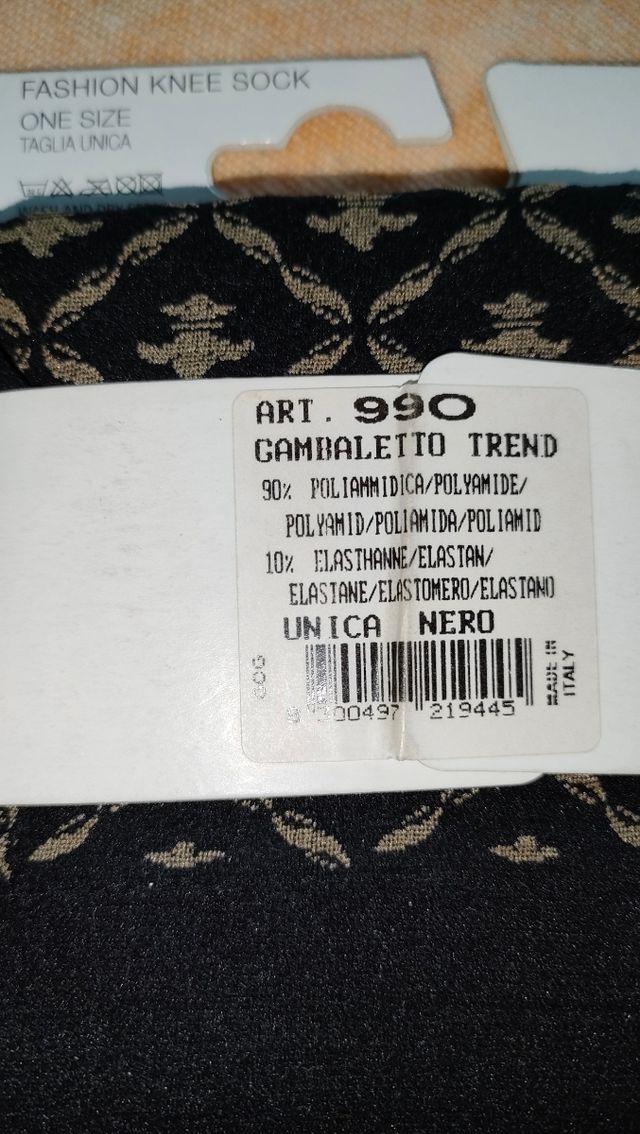 FASHION KNEE SOCK
ONE SIZE
TAGLIA UNICA
ART. 990
GAMBALETTO TREND
90% POLIAMMIDICA/POLYAMIDE/
POLYAMID/POLIAMIDA/POLIAMID
10% ELASTHANNE/ELASTAN/
ELASTANE/ELASTOMERO/ELASTANO
UNICA NERO
MADE IN
ITALY
219445